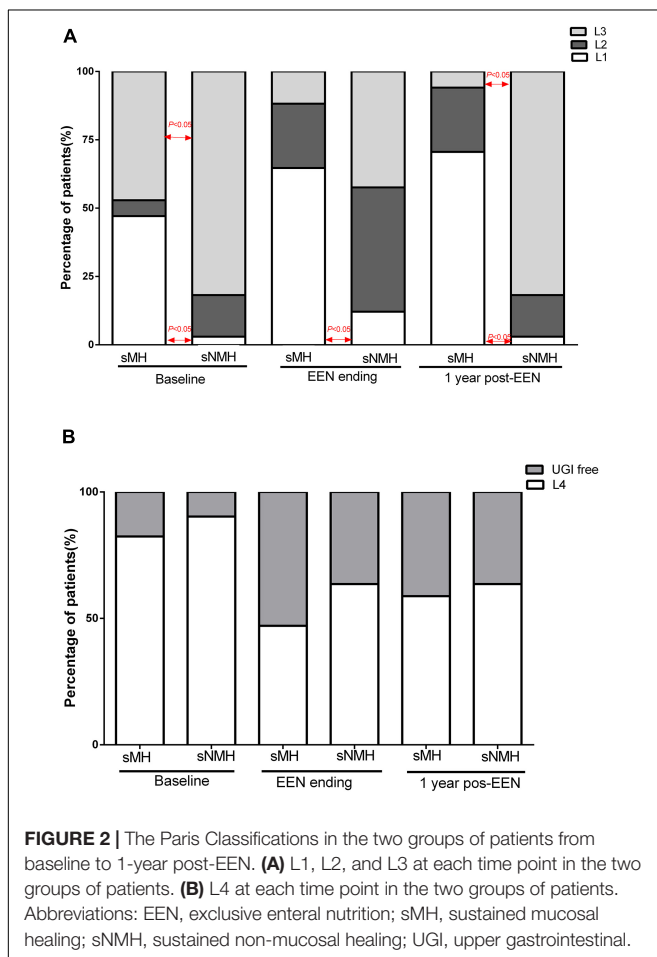 A
L3
L2
L1
Percentage of patients(%)
100
75
50
25
0
P<0.05
P<0.05
P<0.05
P<0.05
P<0.05
sMH
sNMH
sMH
sNMH
sMH
sNMH
Baseline
EEN ending
1 year post-EEN
B
UGI free
L4
Percentage of patients(%)
100
50
0
sMH
sNMH
sMH
sNMH
sMH
sNMH
Baseline
EEN ending
1 year pos-EEN
FIGURE 2 | The Paris Classifications in the two groups of patients from
baseline to 1-year post-EEN. (A) L1, L2, and L3 at each time point in the two
groups of patients. (B) L4 at each time point in the two groups of patients.
Abbreviations: EEN, exclusive enteral nutrition; sMH, sustained mucosal
healing; sNMH, sustained non-mucosal healing; UGI, upper gastrointestinal.